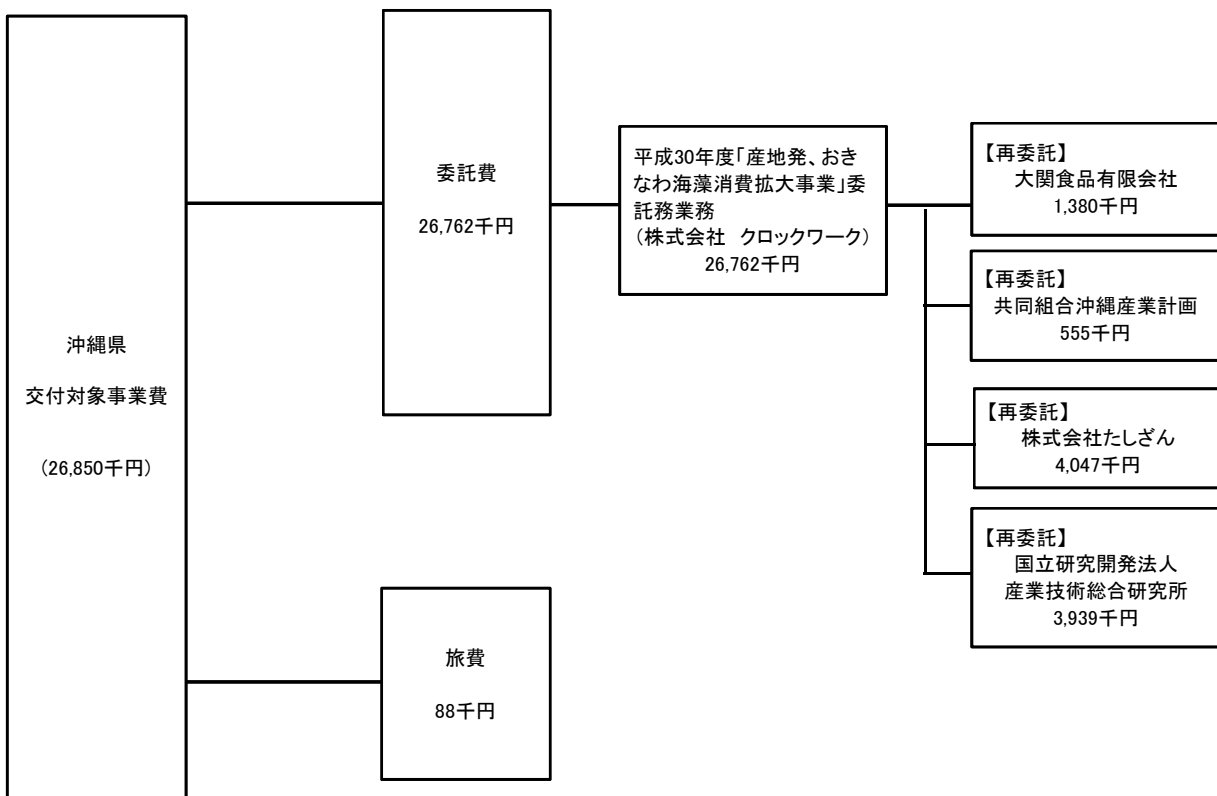 沖縄県
交付対象事業費
（26,850千円）
委託費
26,762千円
旅費
88千円
平成30年度「産地発、おき
なわ海藻消費拡大事業」委
託務業務
（株式会社　クロックワーク）
26,762千円
【再委託】
大関食品有限会社
1,380千円
【再委託】
共同組合沖縄産業計画
555千円
【再委託】
株式会社たしざん
4,047千円
【再委託】
国立研究開発法人
産業技術総合研究所
3,939千円